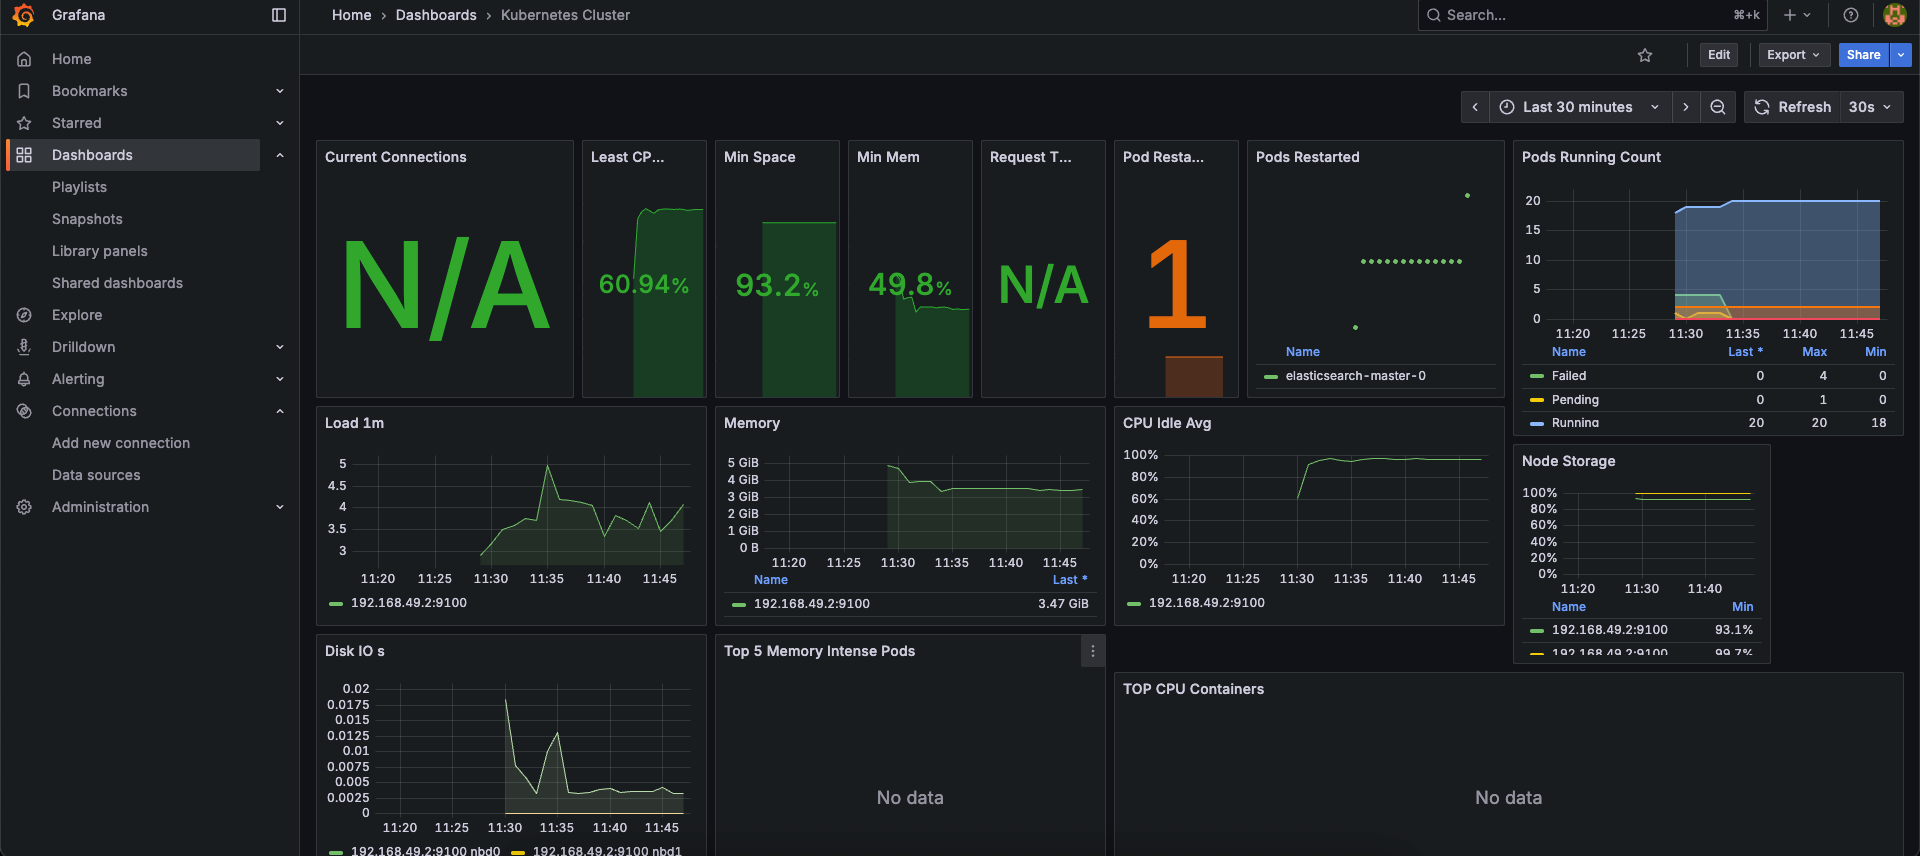 Grafana
Home › Dashboards › Kubernetes Cluster
Search...
⌘+k
Home
Bookmarks
Starred
Dashboards
Playlists
Snapshots
Library panels
Shared dashboards
Explore
Drilldown
Alerting
Connections
Add new connection
Data sources
Administration
Edit
Export
Share
Last 30 minutes
Refresh
30s
Current Connections
N/A
Least CP...
60.94%
Min Space
93.2%
Min Mem
49.8%
Request T...
N/A
Pod Resta...
1
Pods Restarted
Name
elasticsearch-master-0
Pods Running Count
20
15
10
5
0
11:20 11:25 11:30 11:35 11:40 11:45
Name Last * Max Min
Failed 0 4 0
Pending 0 1 0
Running 20 20 18
Load 1m
5
4.5
4
3.5
3
11:20 11:25 11:30 11:35 11:40 11:45
192.168.49.2:9100
Memory
5 GiB
4 GiB
3 GiB
2 GiB
1 GiB
0 B
11:20 11:25 11:30 11:35 11:40 11:45
Name Last *
192.168.49.2:9100 3.47 GiB
CPU Idle Avg
100%
80%
60%
40%
20%
0%
11:20 11:25 11:30 11:35 11:40 11:45
192.168.49.2:9100
Node Storage
100%
80%
60%
40%
20%
0%
11:20 11:30 11:40
Name Min
192.168.49.2:9100 93.1%
192.168.49.2:9100 99.7%
Disk IO s
0.02
0.0175
0.015
0.0125
0.01
0.0075
0.005
0.0025
0
11:20 11:25 11:30 11:35 11:40 11:45
192.168.49.2:9100 nbd0 192.168.49.2:9100 nbd1
Top 5 Memory Intense Pods
No data
TOP CPU Containers
No data